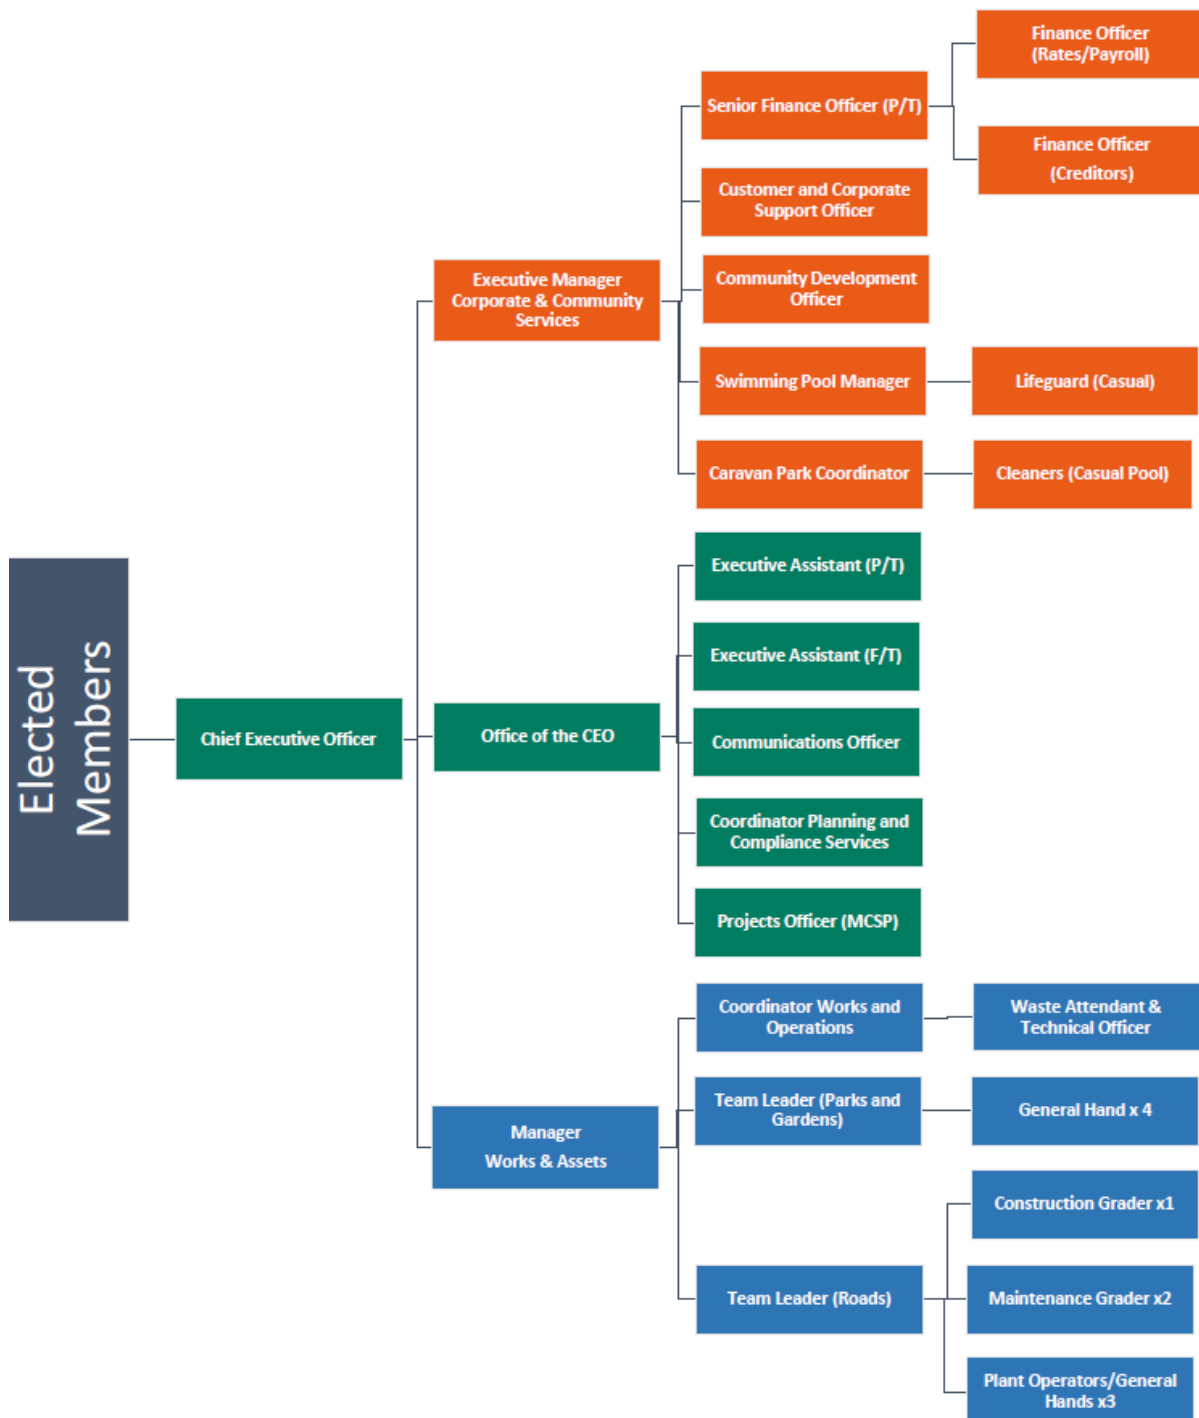 Elected
Members
Chief Executive Officer
Executive Manager
Corporate & Community
Services
Senior Finance Officer (P/T)
Finance Officer
(Rates/Payroll)
Finance Officer
(Creditors)
Customer and Corporate
Support Officer
Community Development
Officer
Swimming Pool Manager
Lifeguard (Casual)
Caravan Park Coordinator
Cleaners (Casual Pool)
Office of the CEO
Executive Assistant (P/T)
Executive Assistant (F/T)
Communications Officer
Coordinator Planning and
Compliance Services
Projects Officer (MCSP)
Manager
Works & Assets
Coordinator Works and
Operations
Waste Attendant &
Technical Officer
Team Leader (Parks and
Gardens)
General Hand x 4
Team Leader (Roads)
Construction Grader x1
Maintenance Grader x2
Plant Operators/General
Hands x3